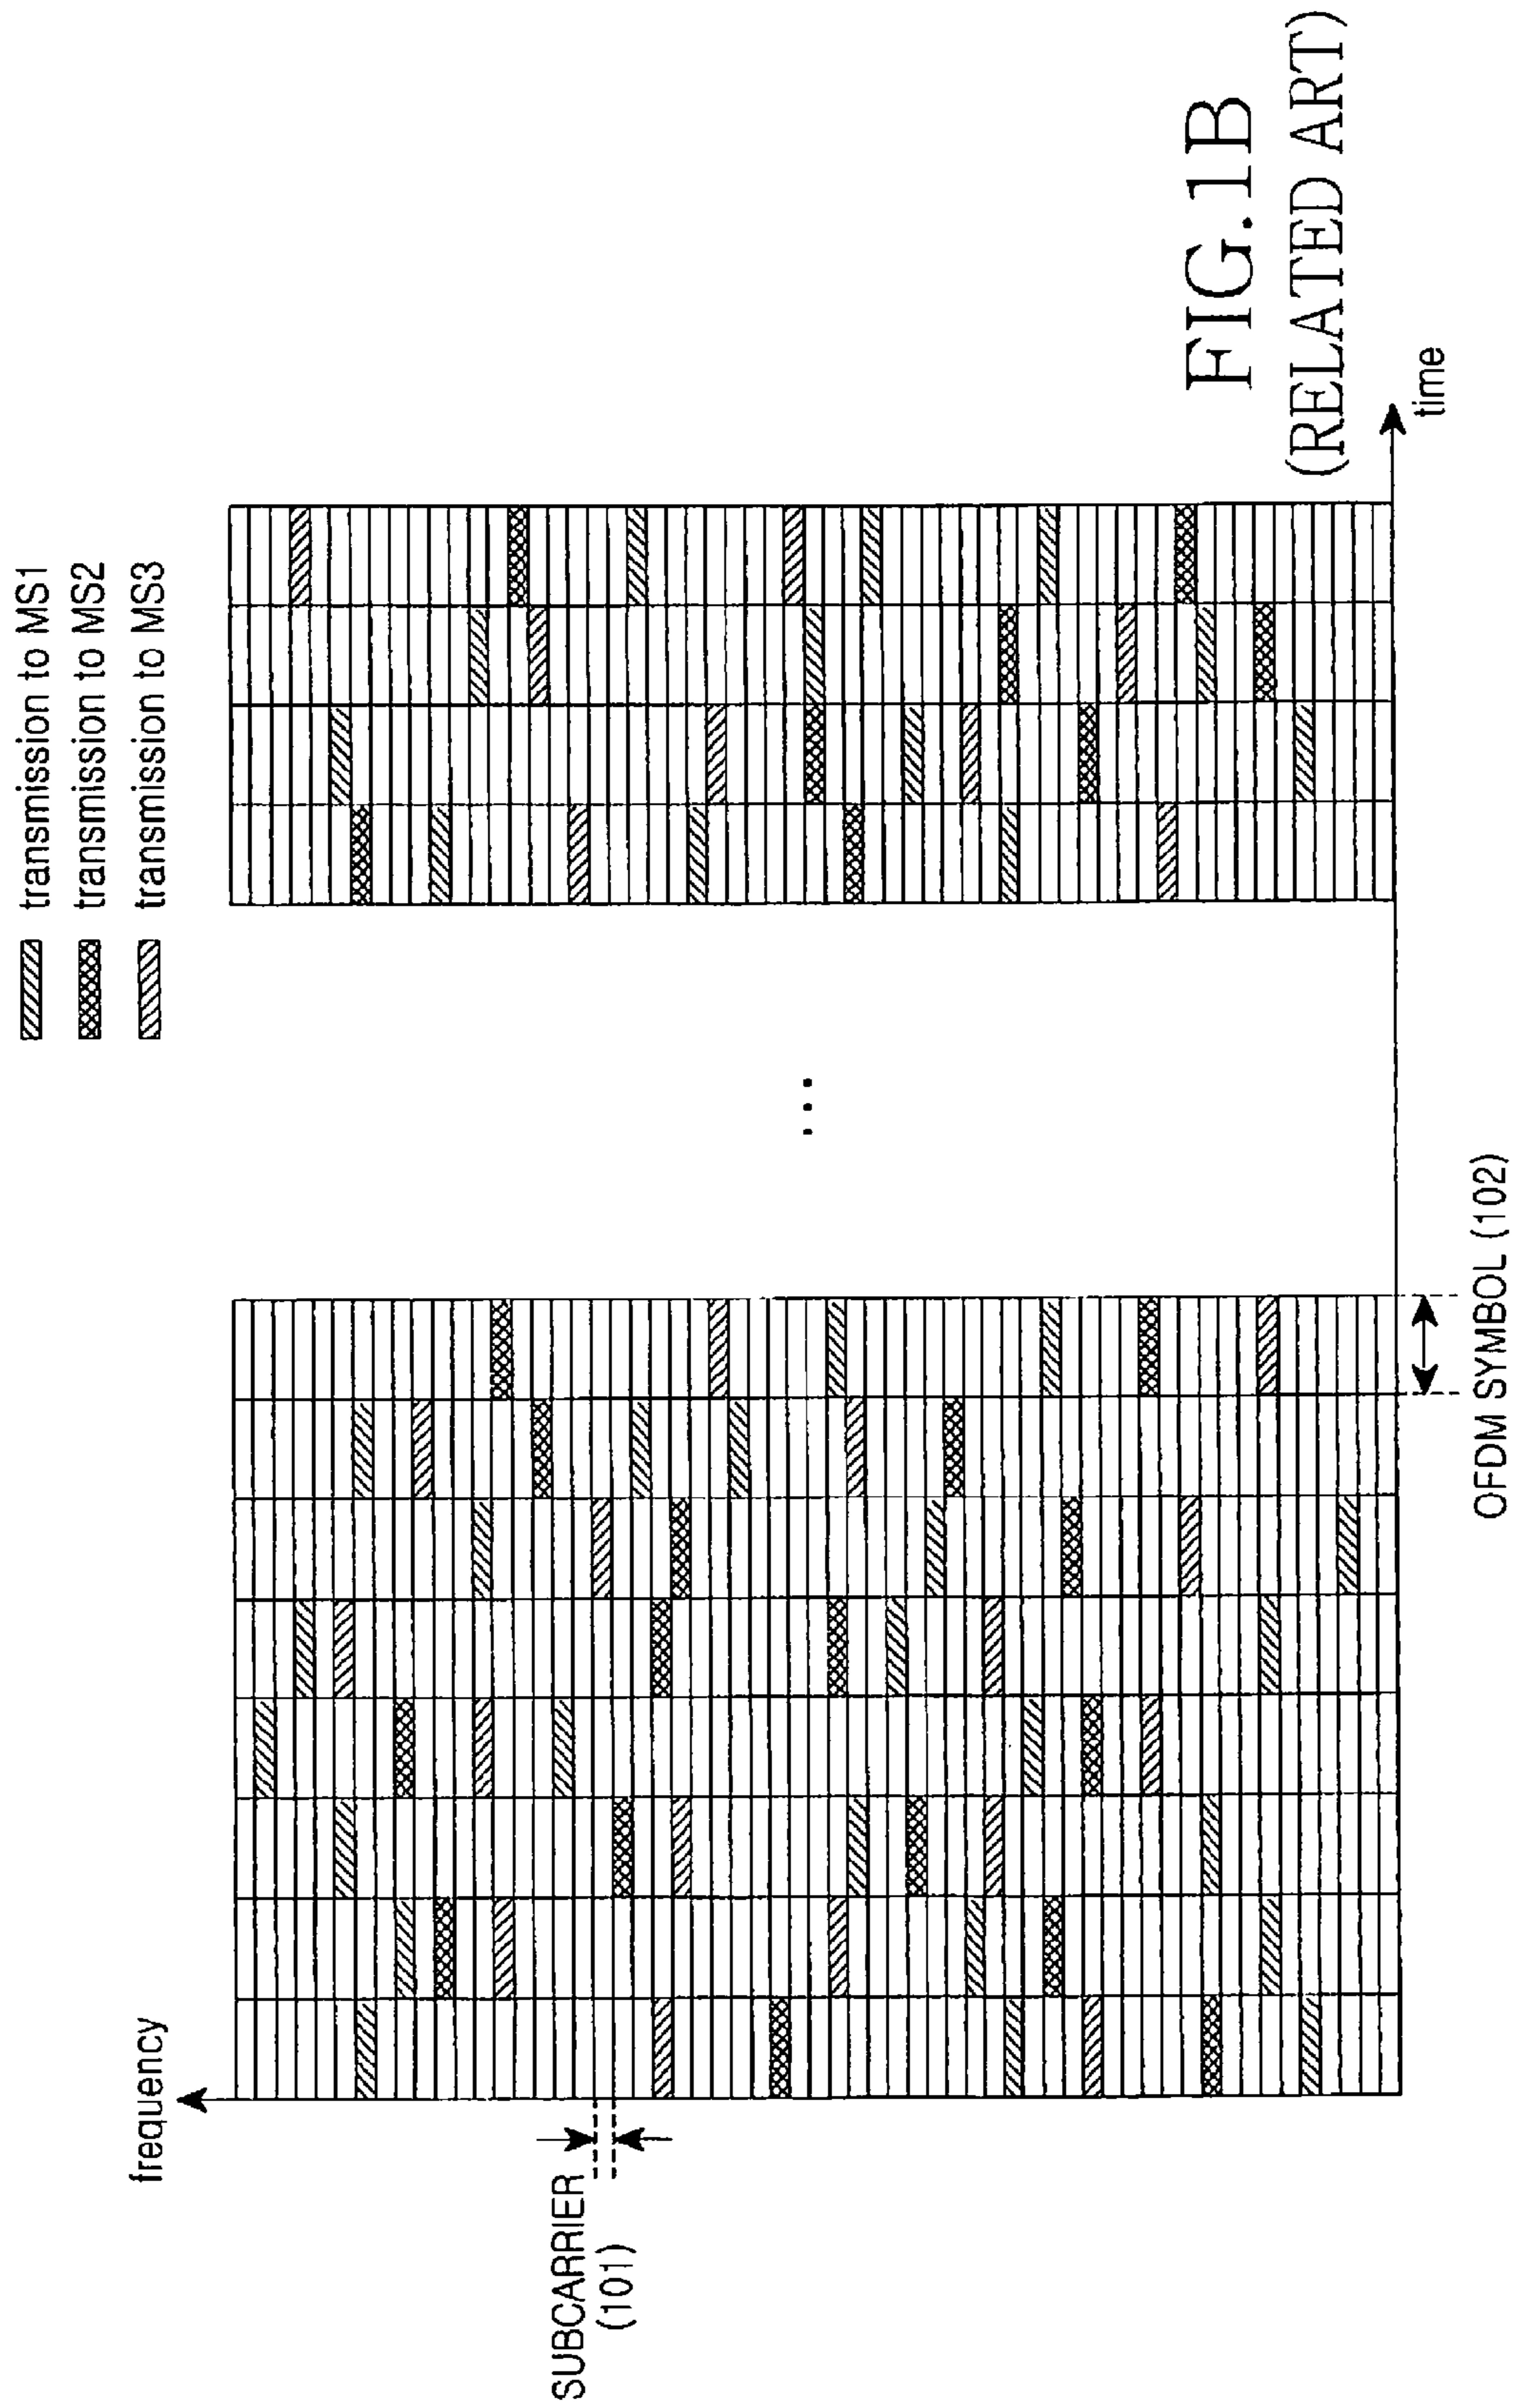 transmission to MS1
transmission to MS2
transmission to MS3
frequency
SUBCARRIER
(101)
...
OFDM SYMBOL (102)
time
FIG.1B
(RELATED ART)